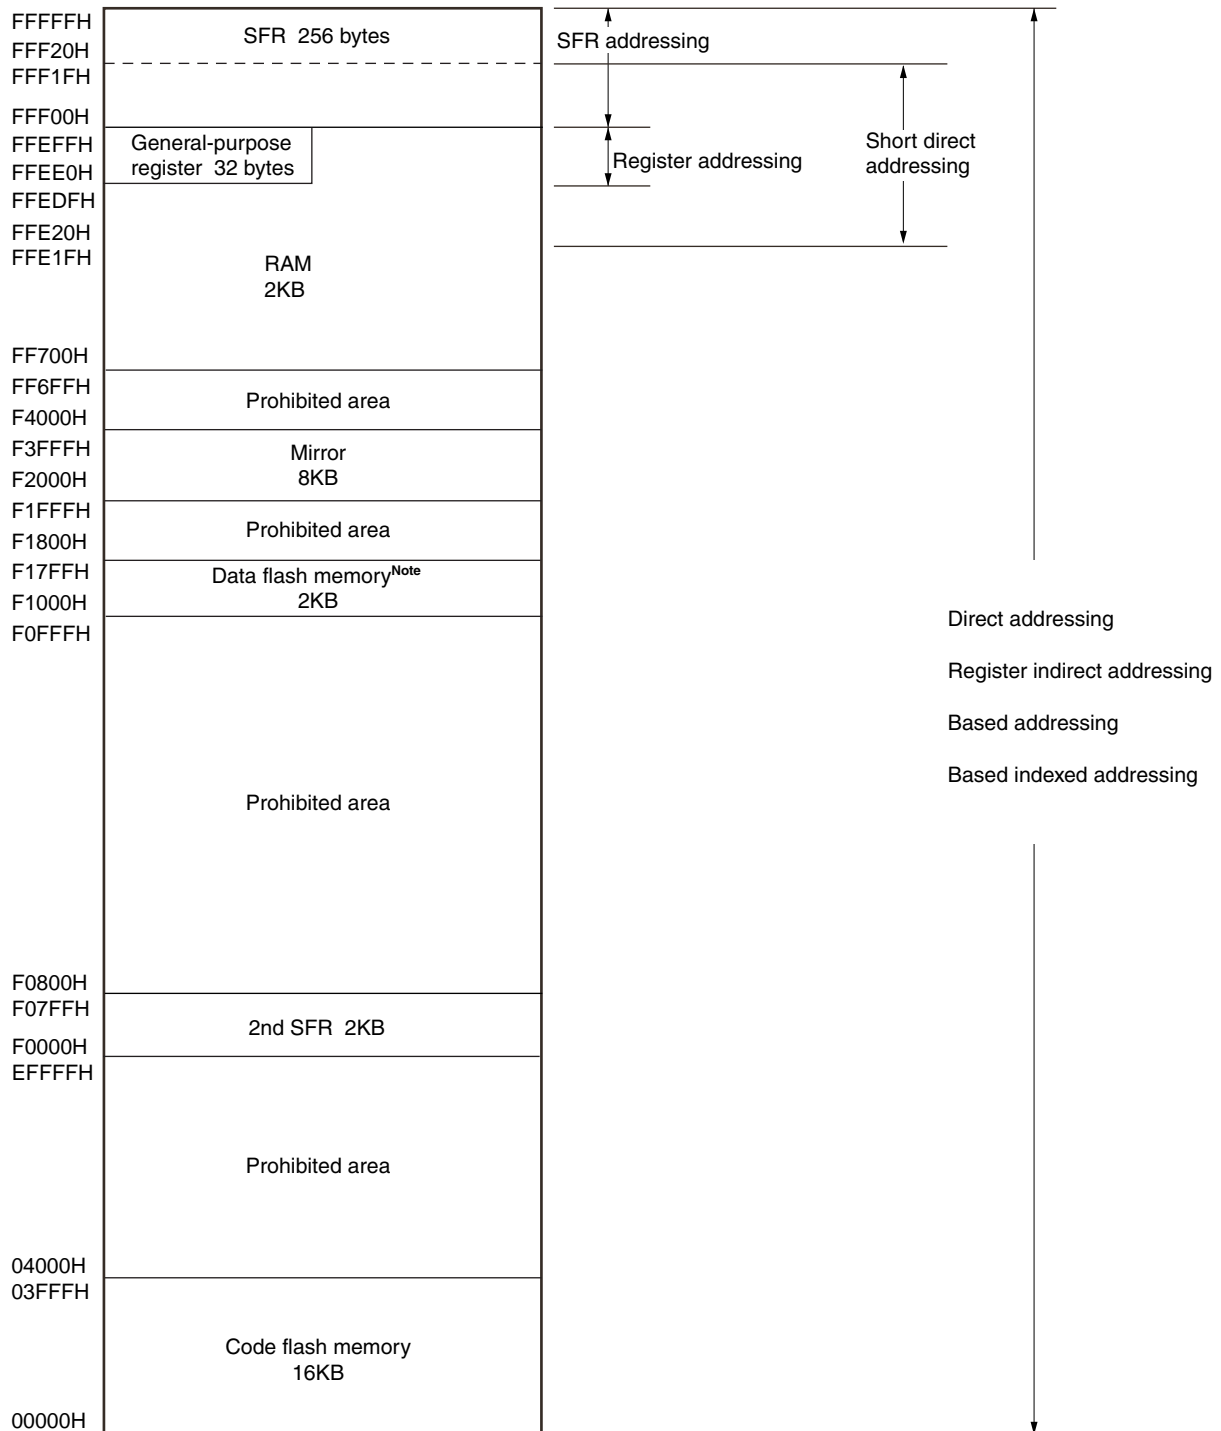 FFFFFH
SFR 256 bytes
SFR addressing
FFF20H
FFF1FH
FFF00H
FFEFFH
General-purpose
register 32 bytes
Register addressing
Short direct
addressing
FFEE0H
FFEDFH
FFE20H
FFE1FH
RAM
2KB
FF700H
FF6FFH
Prohibited area
F4000H
F3FFFH
Mirror
8KB
F2000H
F1FFFH
Prohibited area
F1800H
F17FFH
Data flash memoryNote
2KB
F1000H
F0FFFH
Direct addressing
Register indirect addressing
Based addressing
Based indexed addressing
Prohibited area
F0800H
F07FFH
2nd SFR 2KB
F0000H
EFFFFH
Prohibited area
04000H
03FFFH
Code flash memory
16KB
00000H